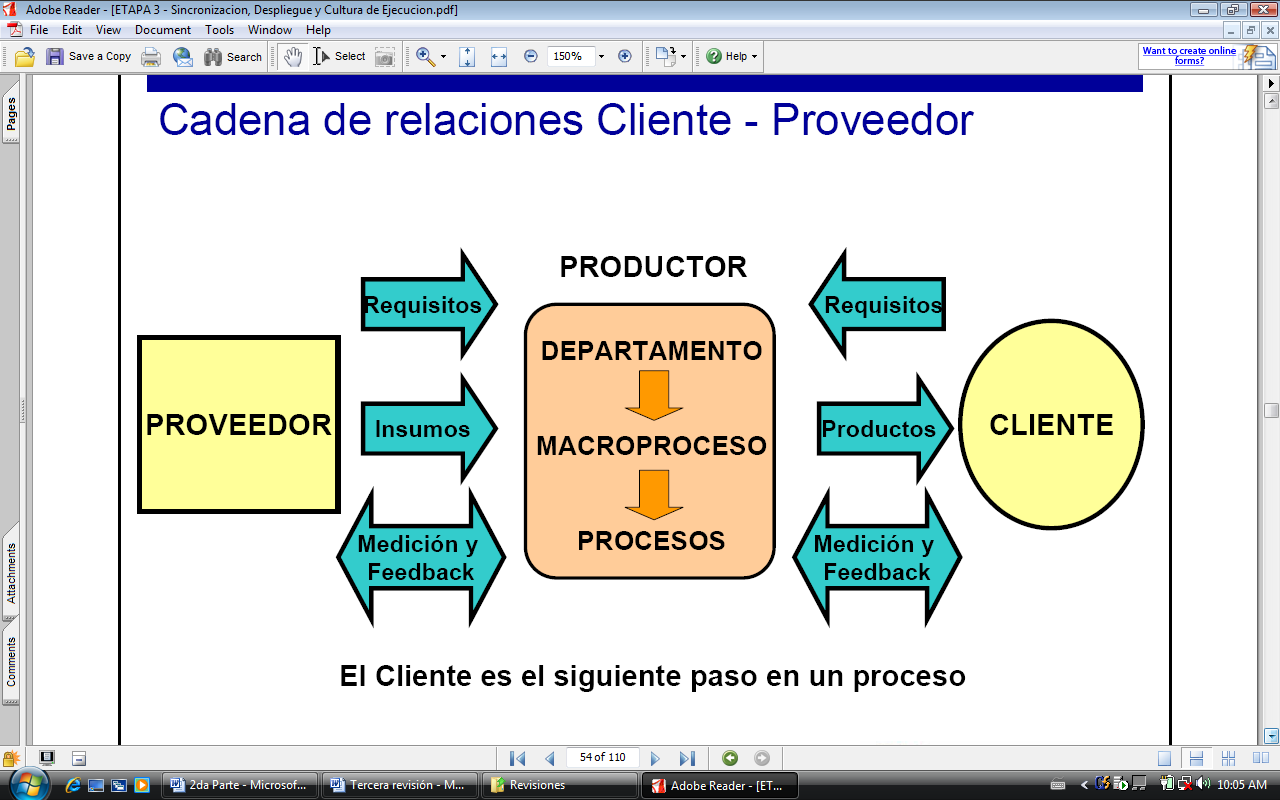 Adobe Reader - [ETAPA 3 - Sincronizacion, Despliegue y Cultura de Ejecucion.pdf]
File Edit View Document Tools Window Help
Save a Copy Search Select 150% Help
Want to create online forms?
Pages
Attachments
Comments
Cadena de relaciones Cliente - Proveedor
PRODUCTOR
Requisitos
Requisitos
DEPARTAMENTO
PROVEEDOR
Insumos
MACROPROCESO
Productos
CLIENTE
PROCESOS
Medición y
Feedback
Medición y
Feedback
El Cliente es el siguiente paso en un proceso
54 of 110
2da Parte - Microsof... Tercera revisión - M... Revisiones Adobe Reader - [ET... 10:05 AM